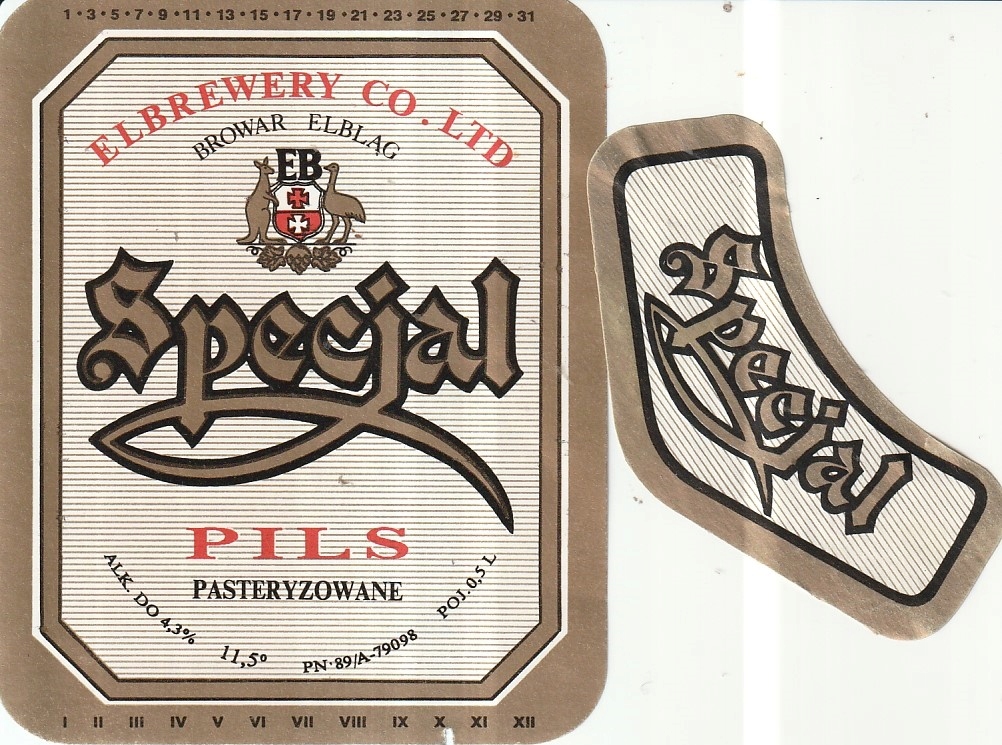 1 • 3 • 5 • 7 • 9 • 11 • 13 • 15 • 17 • 19 • 21 • 23 • 25 • 27 • 29 • 31
ELBREWERY CO. LTD
BROWAR ELBLĄG
EB
Specjal
PILS
PASTERYZOWANE
ALK. DO 4,3%
11,5°
PN-89/A-79098
POJ. 0,5 L
I II III IV V VI VII VIII IX X XI XII
Specjal